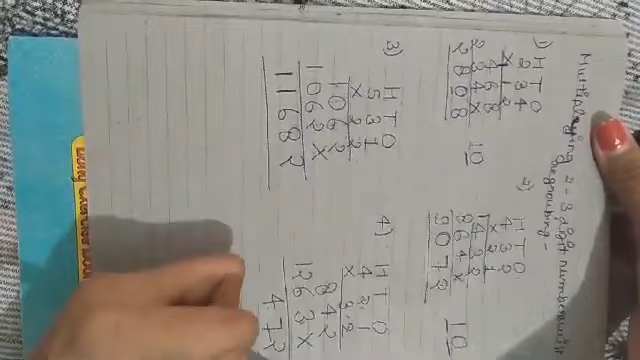 Multiplying 2-3 digit numbers with
regrouping -
1) H T O
2 3 4
× 1 2
4 6 8
2 3 4 ×
2 8 0 8
10
2) H T O
4 3 2
× 2 1
4 3 2
8 6 4 ×
9 0 7 2
10
3) H T O
5 3 1
× 2 2
1 0 6 2
1 0 6 2 ×
1 1 6 8 2
4) H T O
4 2 1
× 3 2
8 4 2
1 2 6 3 ×
4 7 2